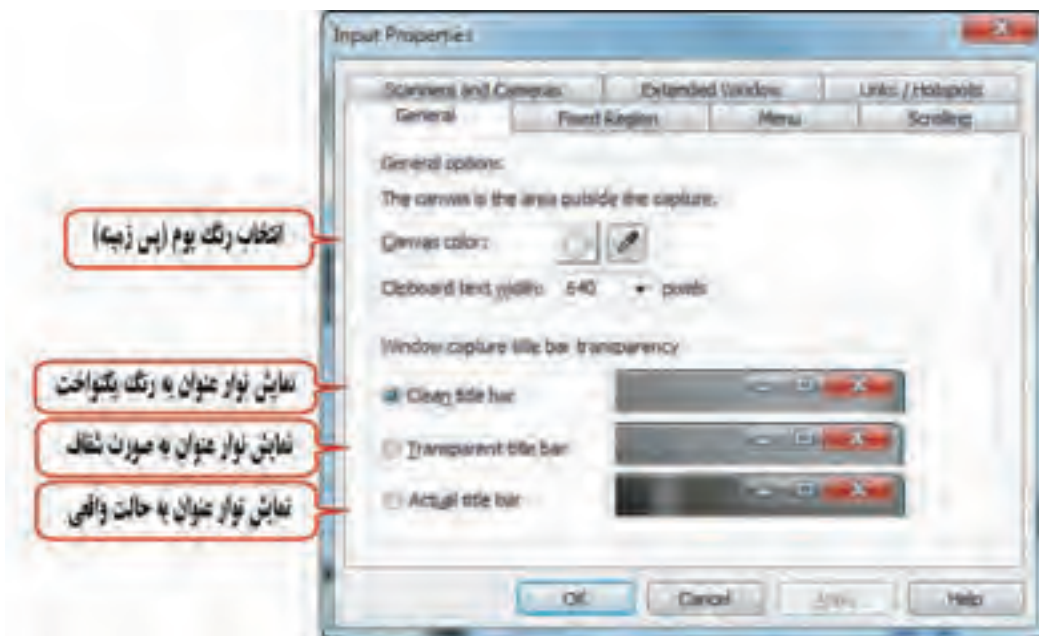 Input Properties
Scanners and Cameras Extended Window Links / Hotspots
General Fixed Region Menu Scrolling
General options
The canvas is the area outside the capture.
انتخاب رنگ بوم (پس زمینه)
Canvas color:
Clipboard text width: 640 pixels
Window capture title bar transparency
نمایش نوار عنوان به رنگ یکنواخت
Clean title bar
نمایش نوار عنوان به صورت شفاف
Transparent title bar
نمایش نوار عنوان به حالت واقعی
Actual title bar
OK Cancel Apply Help